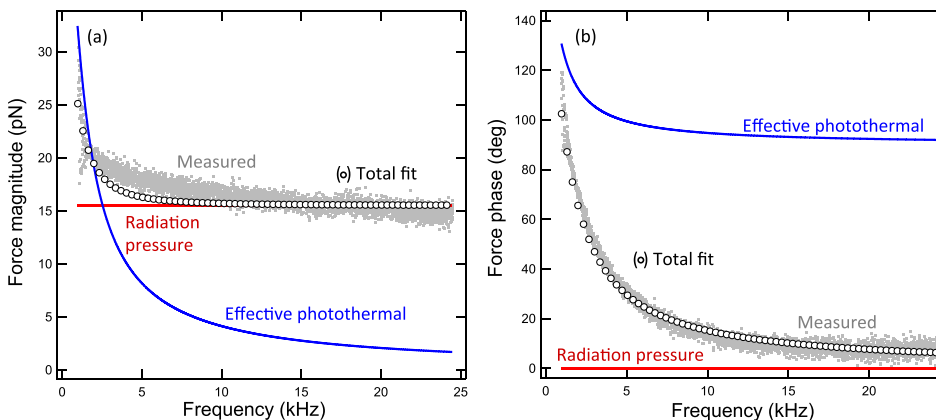 (a)
Force magnitude (pN)
30
25
20
15
10
5
0
Measured
(o) Total fit
Radiation
pressure
Effective photothermal
0
5
10
15
20
Frequency (kHz)
(b)
Force phase (deg)
140
120
100
80
60
40
20
0
Effective photothermal
(o) Total fit
Measured
Radiation pressure
0
5
10
15
20
Frequency (kHz)